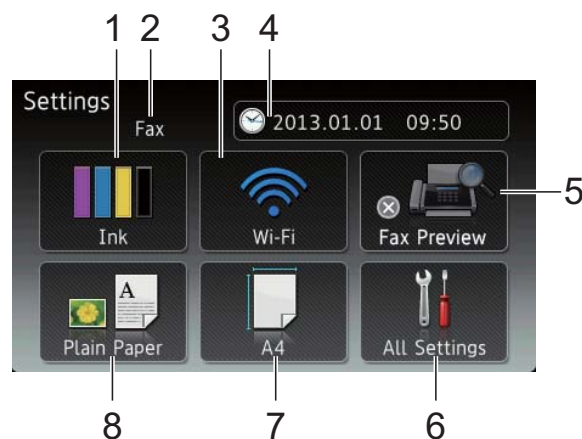 1 2 3 4
Settings
Fax
2013.01.01 09:50
5
Ink Wi-Fi Fax Preview
A
Plain Paper A4 All Settings
8 7 6